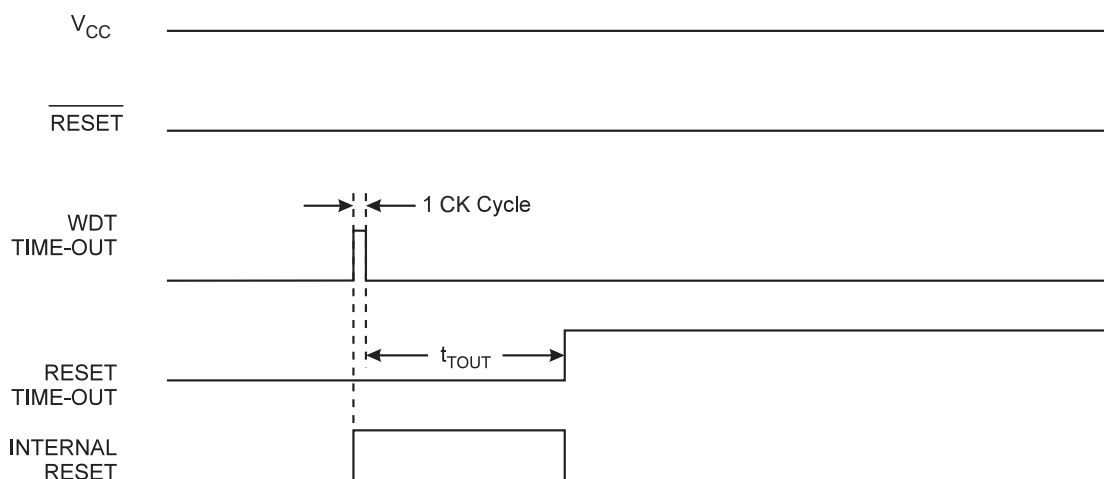 VCC
RESET
1 CK Cycle
WDT
TIME-OUT
tTOUT
RESET
TIME-OUT
INTERNAL
RESET